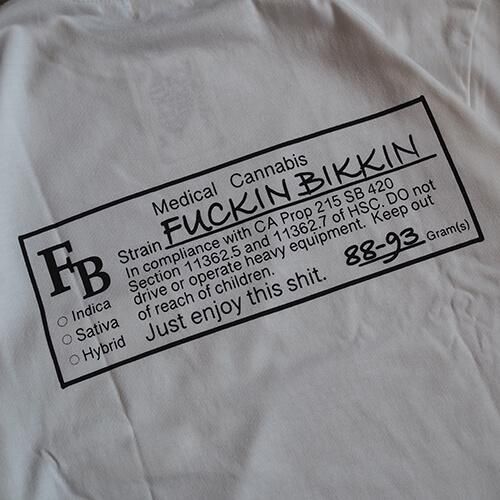 Medical Cannabis
Strain FUCKIN BIKKIN
In compliance with CA Prop 215 SB 420
Section 11362.5 and 11362.7 of HSC. DO not
drive or operate heavy equipment. Keep out
of reach of children.
88-93 Gram(s)
Just enjoy this shit.
FB
Indica
Sativa
Hybrid